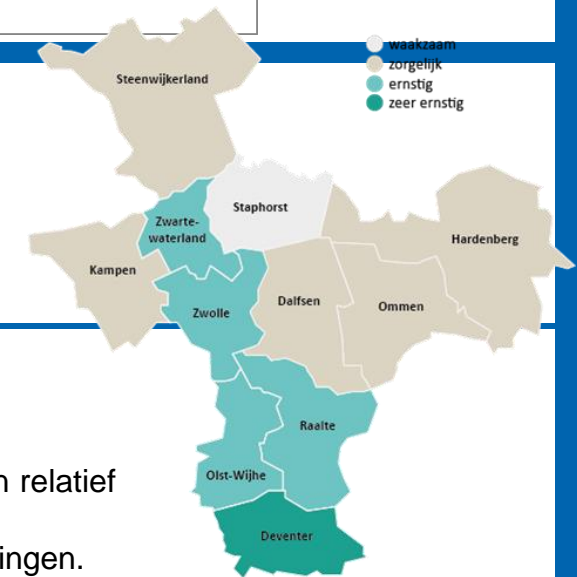 waakzaam
zorgelijk
ernstig
zeer ernstig
Steenwijkerland
Staphorst
Zwarte-
waterland
Hardenberg
Kampen
Dalfsen
Ommen
Zwolle
Raalte
Olst-Wijhe
Deventer
relatief